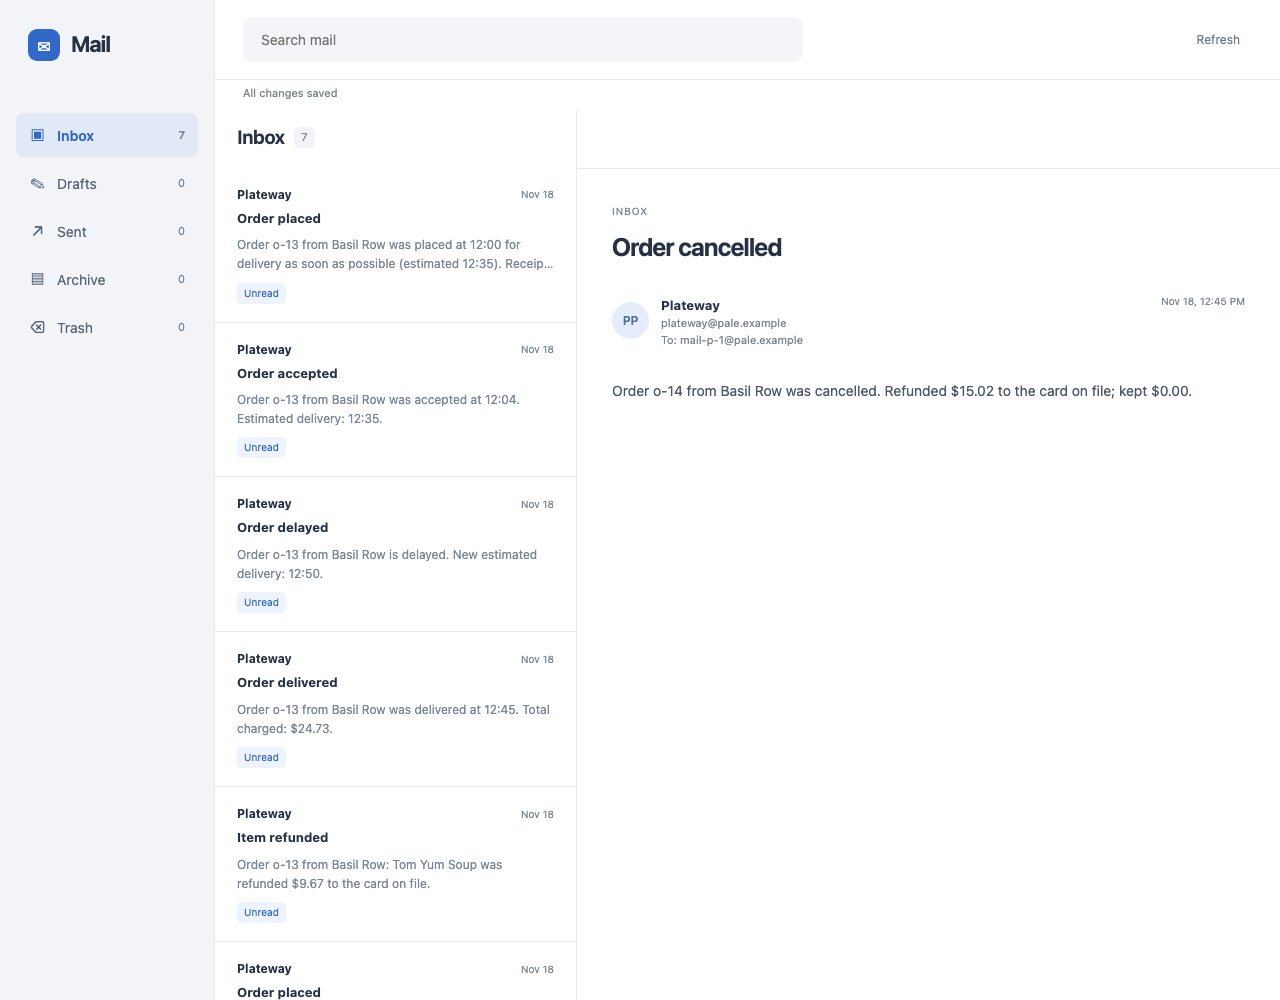 Mail
Search mail
Refresh
All changes saved
Inbox 7
Drafts 0
Sent 0
Archive 0
Trash 0
Inbox 7
Plateway Nov 18
Order placed
Order o-13 from Basil Row was placed at 12:00 for
delivery as soon as possible (estimated 12:35). Receip...
Unread
Plateway Nov 18
Order accepted
Order o-13 from Basil Row was accepted at 12:04.
Estimated delivery: 12:35.
Unread
Plateway Nov 18
Order delayed
Order o-13 from Basil Row is delayed. New estimated
delivery: 12:50.
Unread
Plateway Nov 18
Order delivered
Order o-13 from Basil Row was delivered at 12:45. Total
charged: $24.73.
Unread
Plateway Nov 18
Item refunded
Order o-13 from Basil Row: Tom Yum Soup was
refunded $9.67 to the card on file.
Unread
Plateway Nov 18
Order placed
INBOX
Order cancelled
PP
Plateway Nov 18, 12:45 PM
plateway@pale.example
To: mail-p-1@pale.example
Order o-14 from Basil Row was cancelled. Refunded $15.02 to the card on file; kept $0.00.